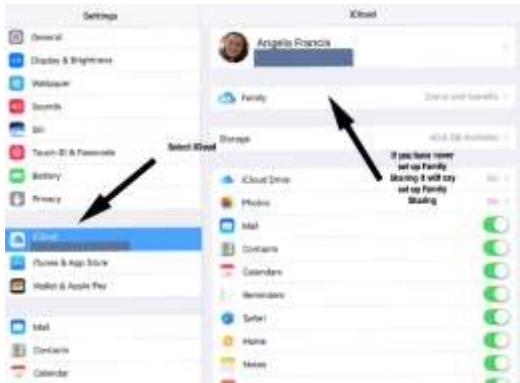 Settings
General
Display & Brightness
Wallpaper
Sounds
Siri
Touch ID & Passcode
Battery
Privacy
iCloud
iTunes & App Store
Wallet & Apple Pay
Mail
Contacts
Calendar
Select iCloud
iCloud
Angela Francis
Family
Storage
If you have never
set up Family
Sharing it will say
set up Family
Sharing
iCloud Drive
Photos
Mail
Contacts
Calendars
Reminders
Safari
Home
Notes